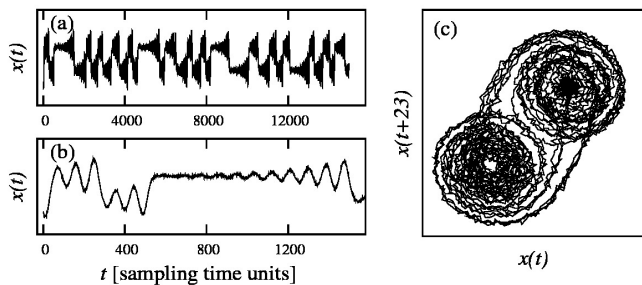 (a)
x(t)
0 4000 8000 12000
(b)
x(t)
0 400 800 1200
t [sampling time units]
(c)
x(t+23)
x(t)